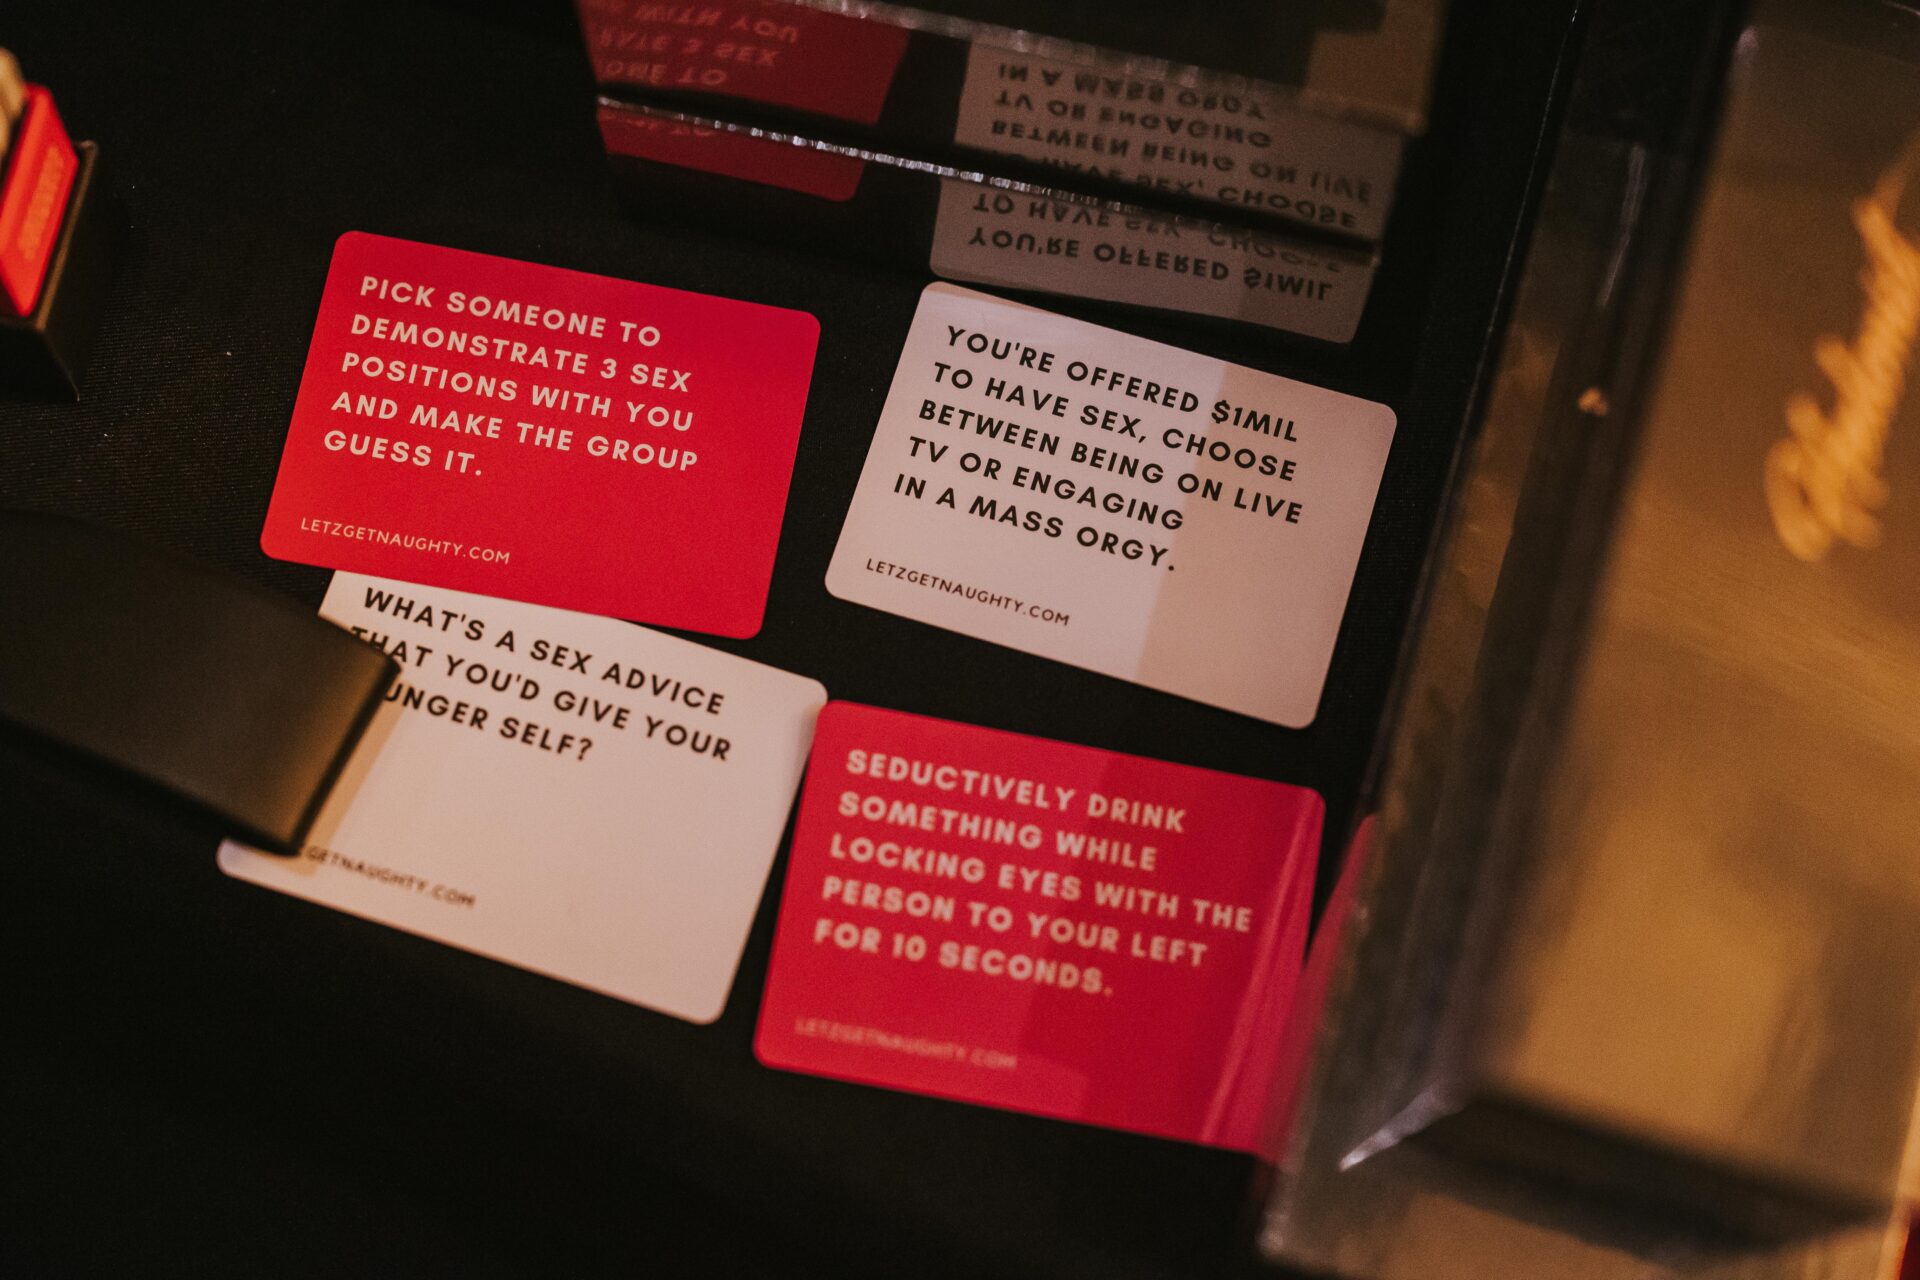 PICK SOMEONE TO
DEMONSTRATE 3 SEX
POSITIONS WITH YOU
AND MAKE THE GROUP
GUESS IT.
LETZGETNAUGHTY.COM
YOU'RE OFFERED $1MIL
TO HAVE SEX, CHOOSE
BETWEEN BEING ON LIVE
TV OR ENGAGING
IN A MASS ORGY.
LETZGETNAUGHTY.COM
WHAT'S A SEX ADVICE
THAT YOU'D GIVE YOUR
UNGER SELF?
GETNAUGHTY.COM
SEDUCTIVELY DRINK
SOMETHING WHILE
LOCKING EYES WITH THE
PERSON TO YOUR LEFT
FOR 10 SECONDS.
LETZGETNAUGHTY.COM